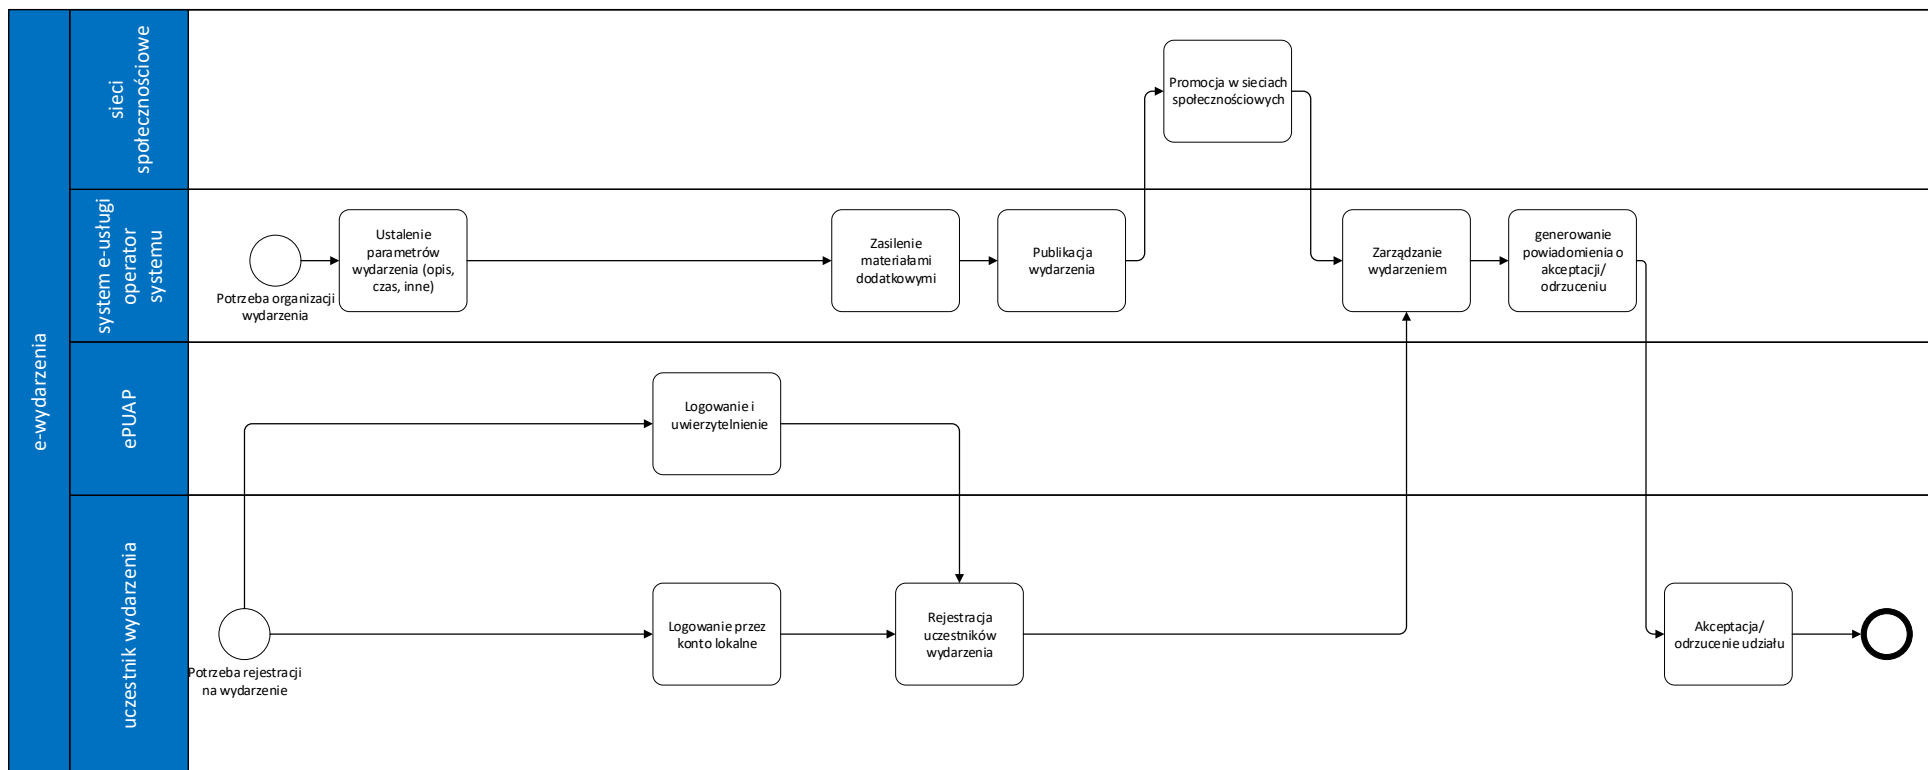 e-wydarzenia
sieci
społecznościowe
Promocja w sieciach
społecznościowych
system e-usługi
operator
systemu
Potrzeba organizacji
wydarzenia
Ustalenie
parametrów
wydarzenia (opis,
czas, inne)
Zasilenie
materiałami
dodatkowymi
Publikacja
wydarzenia
Zarządzanie
wydarzeniem
generowanie
powiadomienia o
akceptacji/
odrzuceniu
ePUAP
Logowanie i
uwierzytelnienie
uczestnik wydarzenia
Potrzeba rejestracji
na wydarzenie
Logowanie przez
konto lokalne
Rejestracja
uczestników
wydarzenia
Akceptacja/
odrzucenie udziału